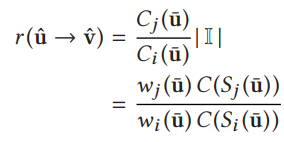 r(û → v̂) = C_j(ū) / C_i(ū) |𝕀|
= w_j(ū) C(S_j(ū)) / w_i(ū) C(S_i(ū))